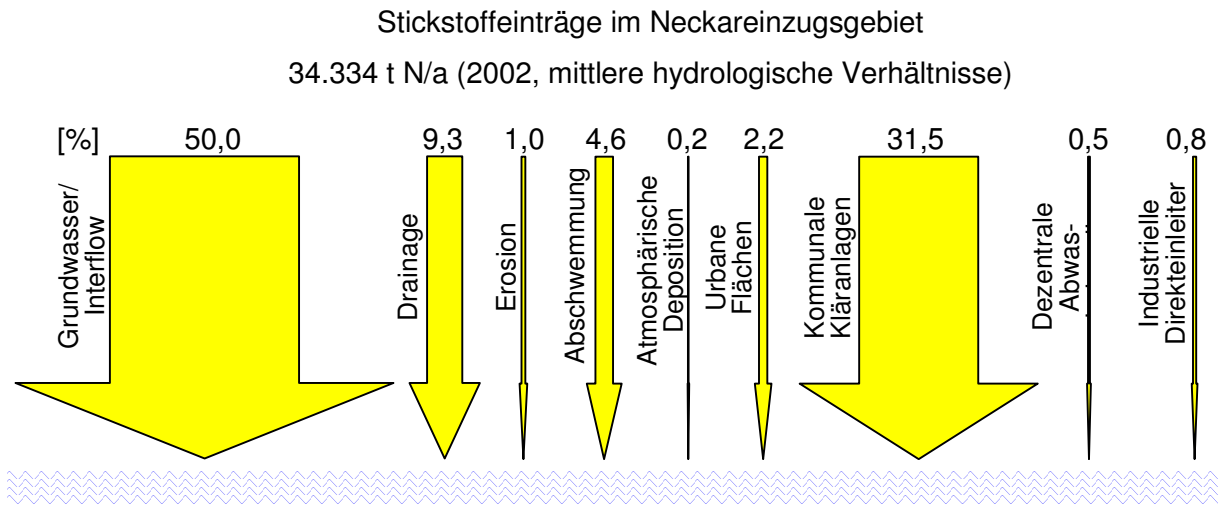 Stickstoffeinträge im Neckareinzugsgebiet
34.334 t N/a (2002, mittlere hydrologische Verhältnisse)
[%] 50,0 9,3 1,0 4,6 0,2 2,2 31,5 0,5 0,8
Grundwasser/
Interflow
Drainage
Erosion
Abschwemmung
Atmosphärische
Deposition
Urbane
Flächen
Kommunale
Kläranlagen
Dezentrale
Abwas-
Industrielle
Direkteinleiter